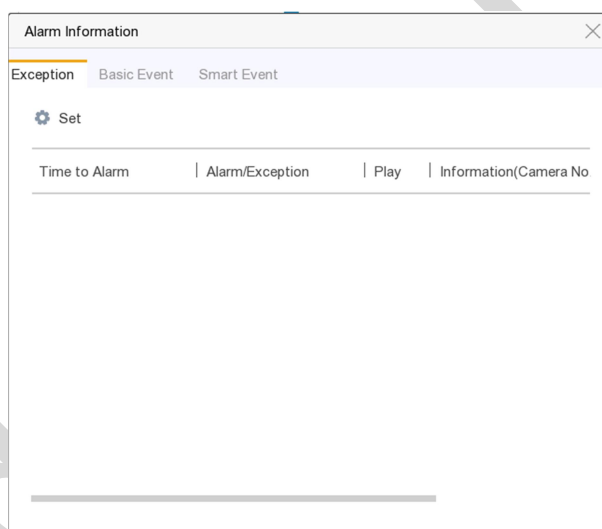 Alarm Information
Exception Basic Event Smart Event
Set
Time to Alarm Alarm/Exception Play Information(Camera No